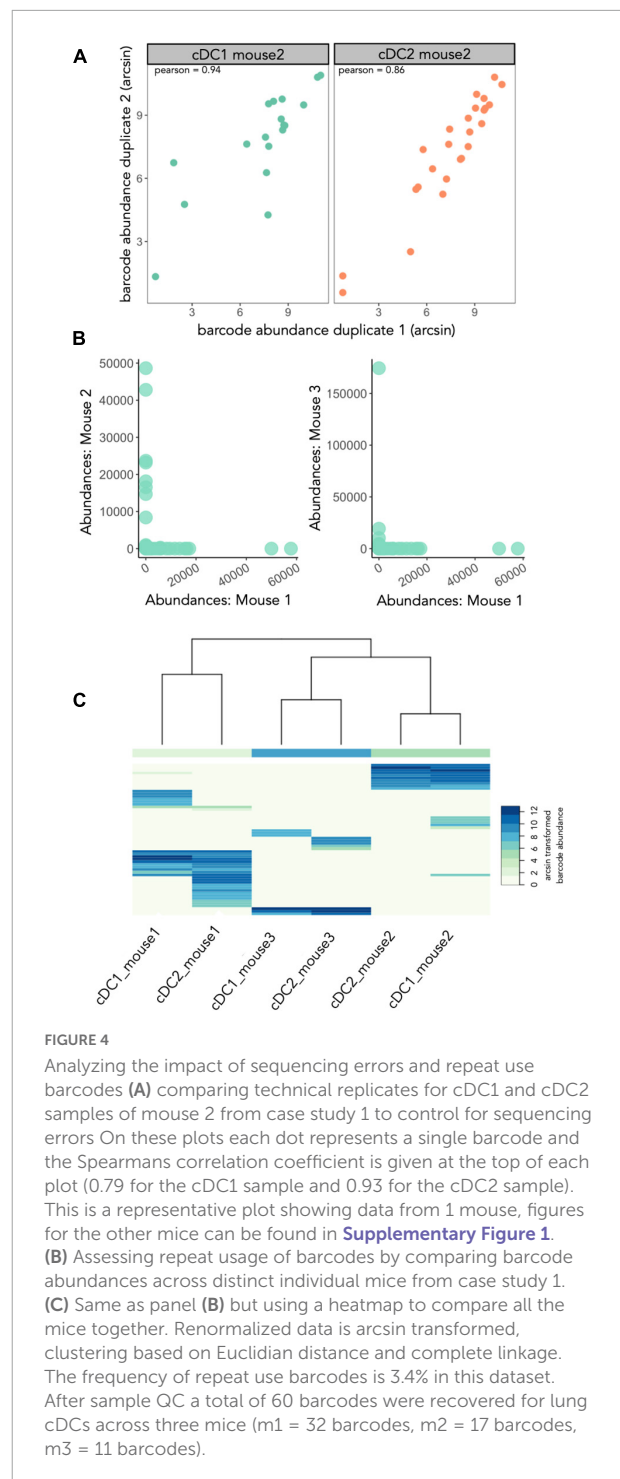 A
cDC1 mouse2
cDC2 mouse2
pearson = 0.94
pearson = 0.86
barcode abundance duplicate 2 (arcsin)
9
6
3
3
6
9
3
6
9
barcode abundance duplicate 1 (arcsin)
B
Abundances: Mouse 2
50000
40000
30000
20000
10000
0
0
20000
40000
60000
Abundances: Mouse 1
Abundances: Mouse 3
150000
100000
50000
0
0
20000
40000
60000
Abundances: Mouse 1
C
0 2 4 6 8 10 12
arcsin transformed
barcode abundance
cDC1_mouse1
cDC2_mouse1
cDC1_mouse3
cDC2_mouse3
cDC2_mouse2
cDC1_mouse2
FIGURE 4
Analyzing the impact of sequencing errors and repeat use
barcodes (A) comparing technical replicates for cDC1 and cDC2
samples of mouse 2 from case study 1 to control for sequencing
errors On these plots each dot represents a single barcode and
the Spearmans correlation coefficient is given at the top of each
plot (0.79 for the cDC1 sample and 0.93 for the cDC2 sample).
This is a representative plot showing data from 1 mouse, figures
for the other mice can be found in Supplementary Figure 1.
(B) Assessing repeat usage of barcodes by comparing barcode
abundances across distinct individual mice from case study 1.
(C) Same as panel (B) but using a heatmap to compare all the
mice together. Renormalized data is arcsin transformed,
clustering based on Euclidian distance and complete linkage.
The frequency of repeat use barcodes is 3.4% in this dataset.
After sample QC a total of 60 barcodes were recovered for lung
cDCs across three mice (m1 = 32 barcodes, m2 = 17 barcodes,
m3 = 11 barcodes).